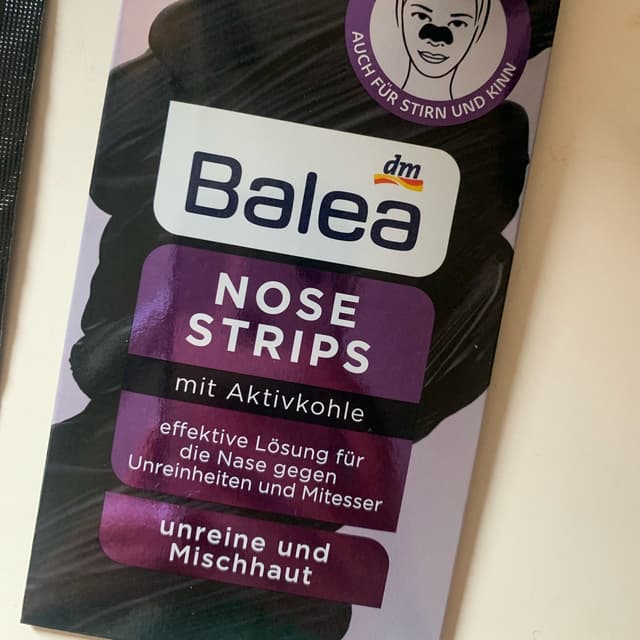 AUCH FÜR STIRN UND KINN
dm
Balea
NOSE
STRIPS
mit Aktivkohle
effektive Lösung für
die Nase gegen
Unreinheiten und Mitesser
unreine und
Mischhaut